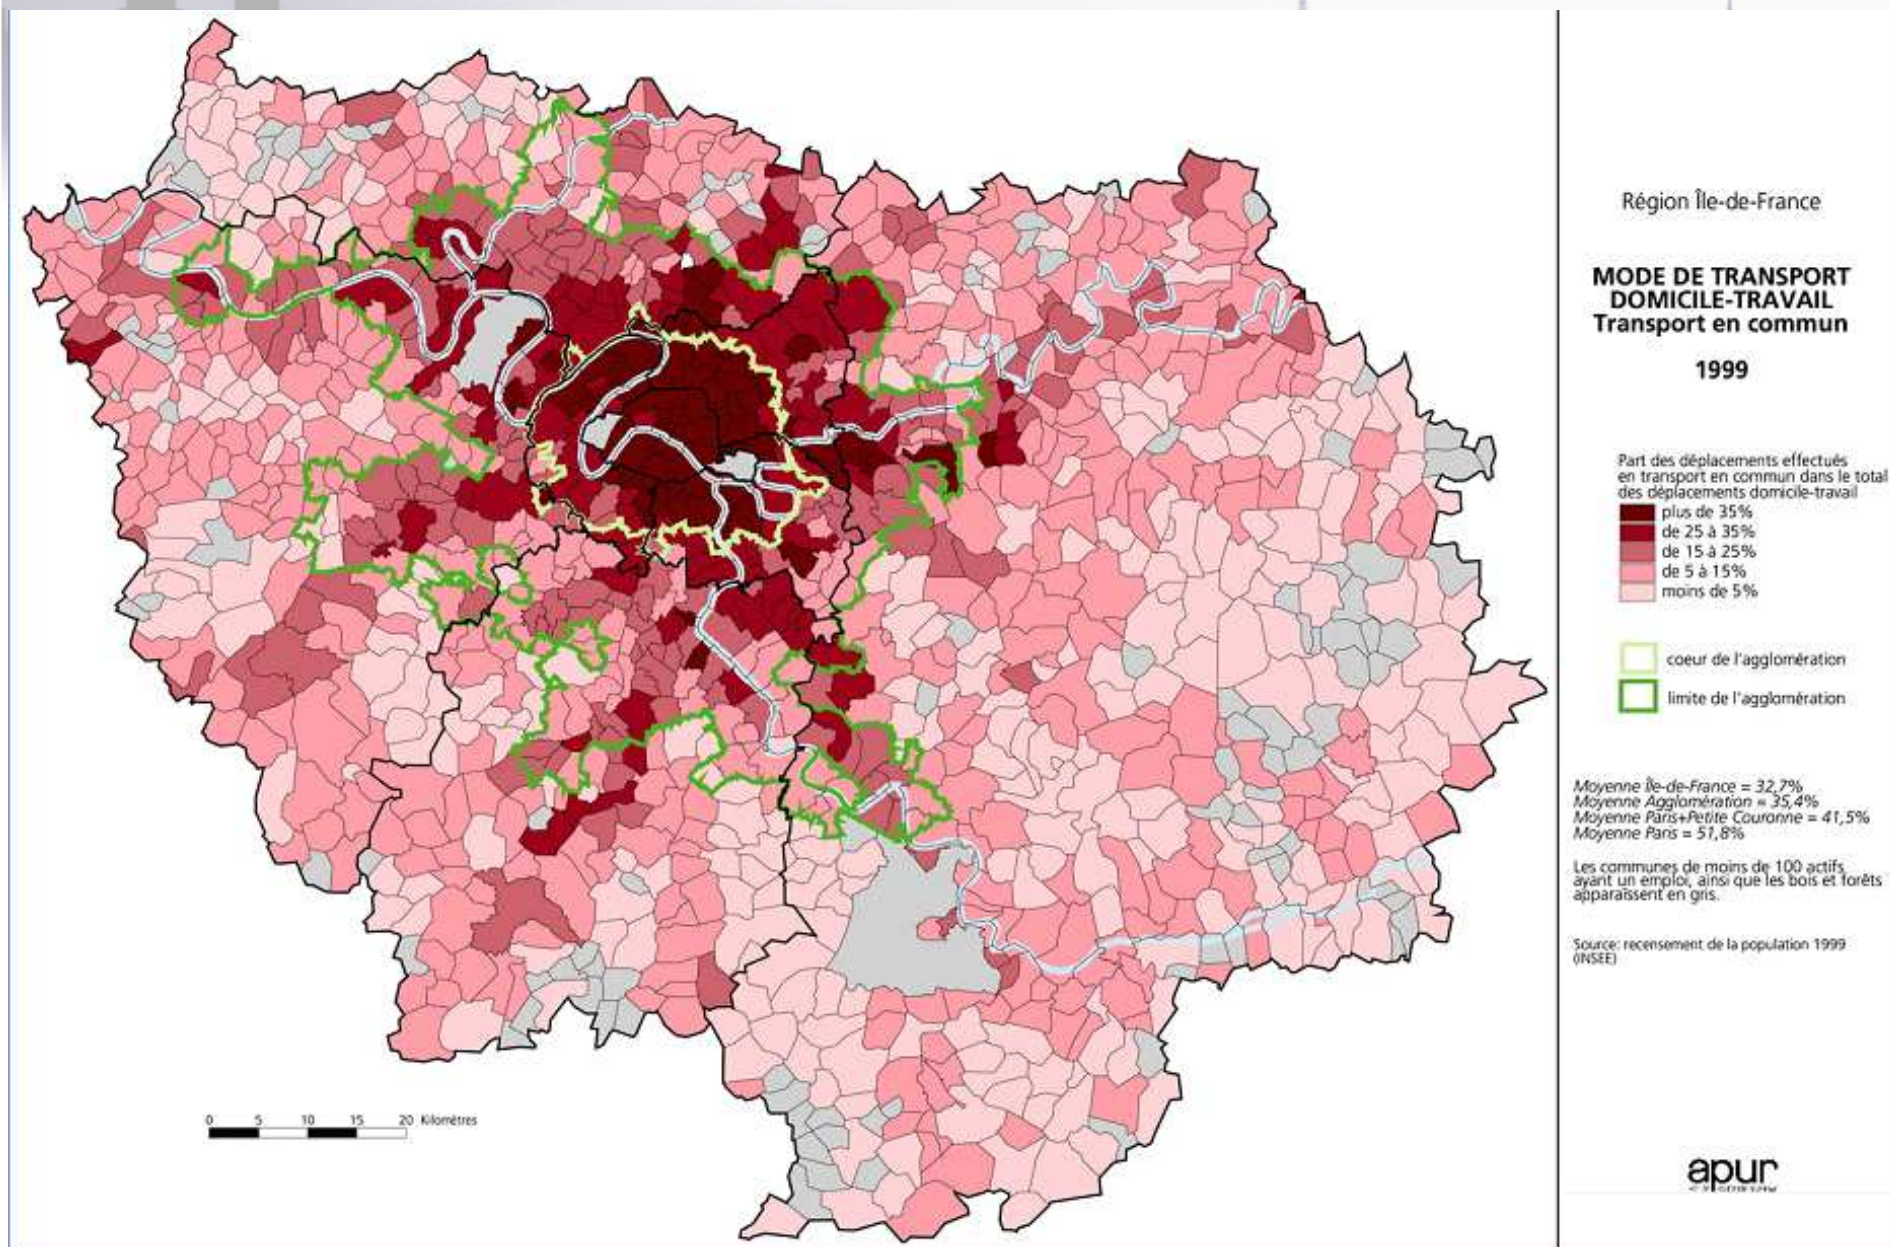 Région Île-de-France
MODE DE TRANSPORT
DOMICILE-TRAVAIL
Transport en commun
1999
Part des déplacements effectués
en transport en commun dans le total
des déplacements domicile-travail
plus de 35%
de 25 à 35%
de 15 à 25%
de 5 à 15%
moins de 5%
coeur de l'agglomération
limite de l'agglomération
Moyenne Île-de-France = 32,7%
Moyenne Agglomération = 35,4%
Moyenne Paris+Petite Couronne = 41,5%
Moyenne Paris = 51,8%
Les communes de moins de 100 actifs
ayant un emploi, ainsi que les bois et forêts
apparaissent en gris.
Source: recensement de la population 1999
(INSEE)
0 5 10 15 20 Kilomètres
apur